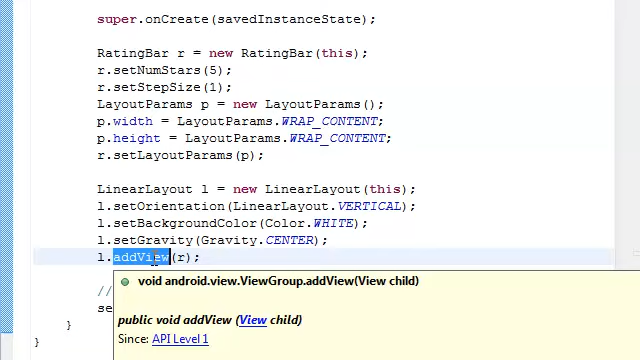 super.onCreate(savedInstanceState);
RatingBar r = new RatingBar(this);
r.setNumStars(5);
r.setStepSize(1);
LayoutParams p = new LayoutParams();
p.width = LayoutParams.WRAP_CONTENT;
p.height = LayoutParams.WRAP_CONTENT;
r.setLayoutParams(p);
LinearLayout l = new LinearLayout(this);
l.setOrientation(LinearLayout.VERTICAL);
l.setBackgroundColor(Color.WHITE);
l.setGravity(Gravity.CENTER);
l.addView(r);
//
void android.view.ViewGroup.addView(View child)
se
public void addView (View child)
}
Since: API Level 1
}